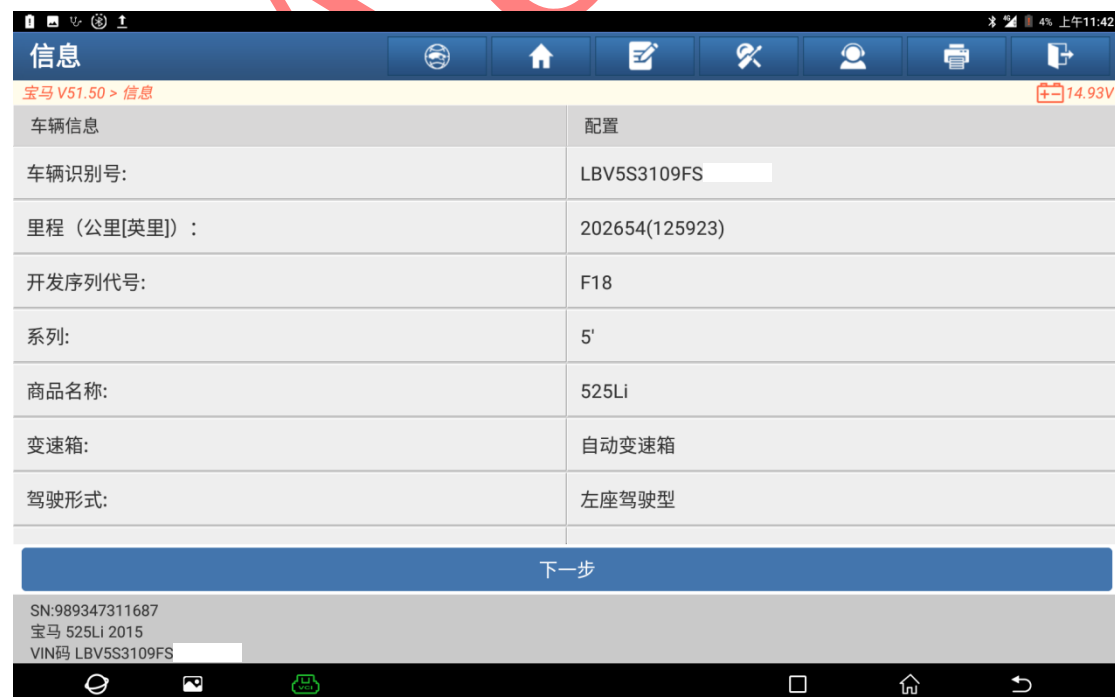 4G 4% 上午11:42
信息
宝马 V51.50 > 信息 14.93V
车辆信息 配置
车辆识别号: LBV5S3109FS
里程（公里[英里]）: 202654(125923)
开发序列代号: F18
系列: 5'
商品名称: 525Li
变速箱: 自动变速箱
驾驶形式: 左座驾驶型
下一步
SN:989347311687
宝马 525Li 2015
VIN码 LBV5S3109FS
VCI